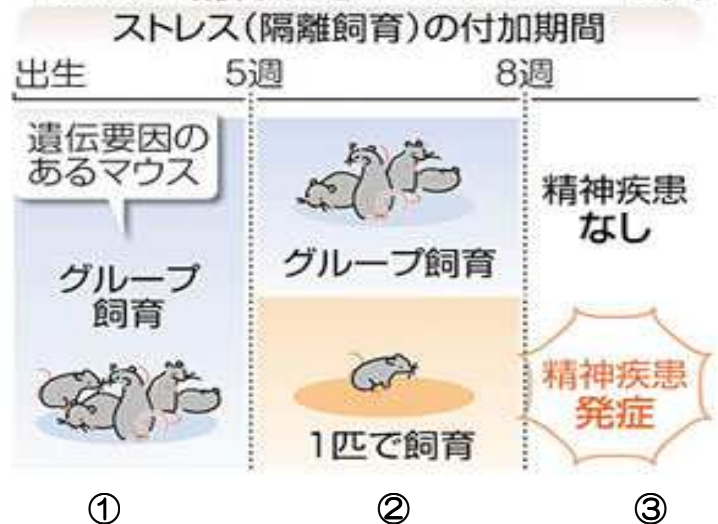 ストレス(隔離飼育)の付加期間
出生 5週 8週
遺伝要因の
あるマウス
グループ
飼育
グループ飼育
1匹で飼育
精神疾患
なし
精神疾患
発症
① ② ③